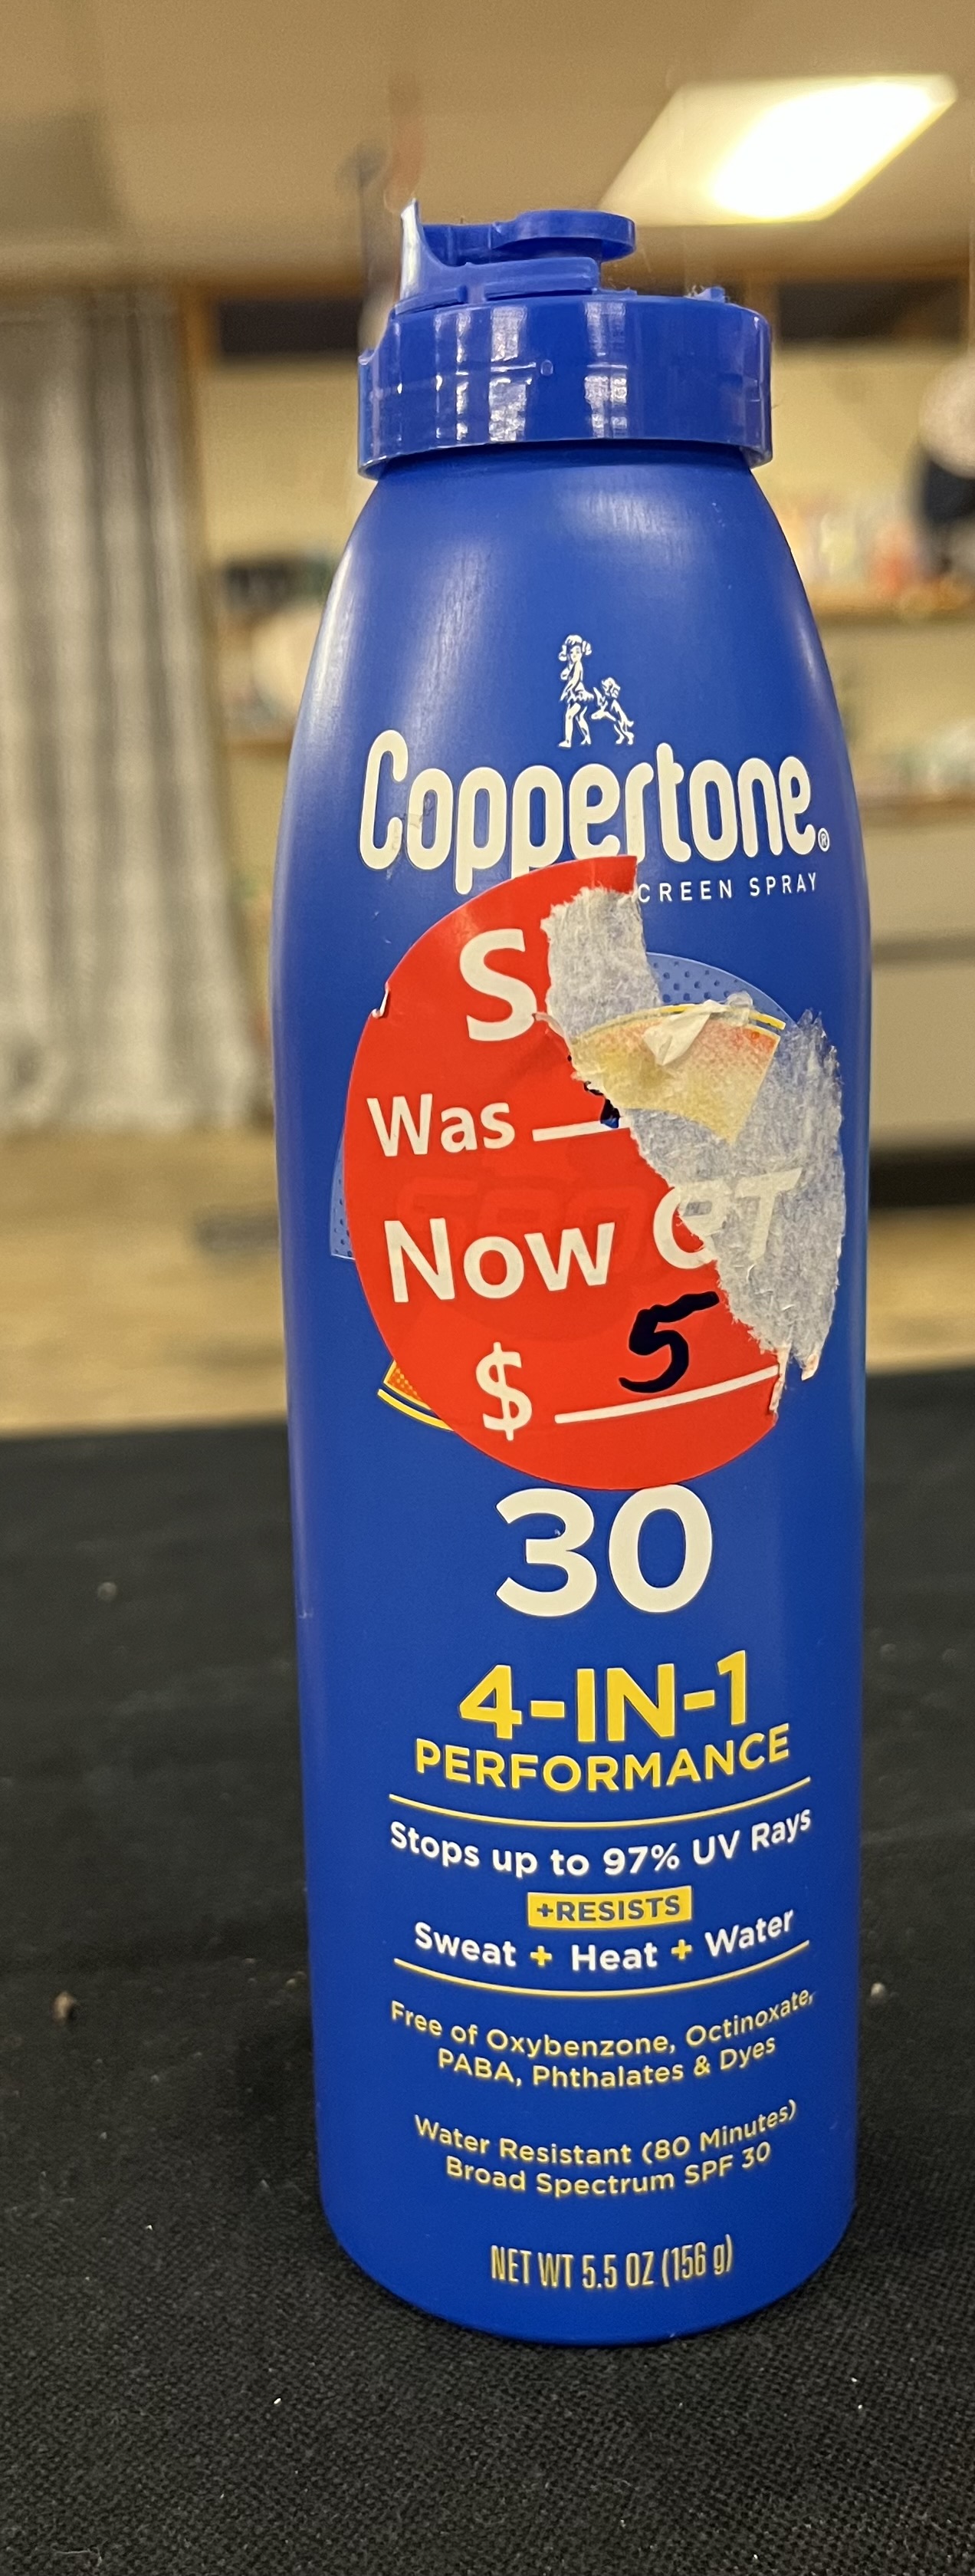 Coppertone®
CREEN SPRAY
S
Was
Now
$ 5
30
4-IN-1
PERFORMANCE
Stops up to 97% UV Rays
+RESISTS
Sweat + Heat + Water
Free of Oxybenzone, Octinoxate,
PABA, Phthalates & Dyes
Water Resistant (80 Minutes)
Broad Spectrum SPF 30
NET WT 5.5 OZ (156 g)